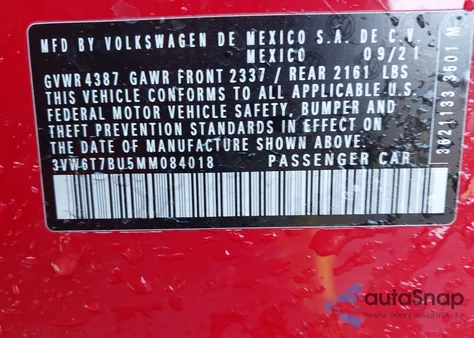 MFD BY VOLKSWAGEN DE MEXICO S.A. DE C.V.
MEXICO 09/21
GVWR 4387 GAWR FRONT 2337 / REAR 2161 LBS
THIS VEHICLE CONFORMS TO ALL APPLICABLE U.S.
FEDERAL MOTOR VEHICLE SAFETY, BUMPER AND
THEFT PREVENTION STANDARDS IN EFFECT ON
THE DATE OF MANUFACTURE SHOWN ABOVE.
3VW6T7BU5MM084018 PASSENGER CAR
3621133 3501 M
autoSnap